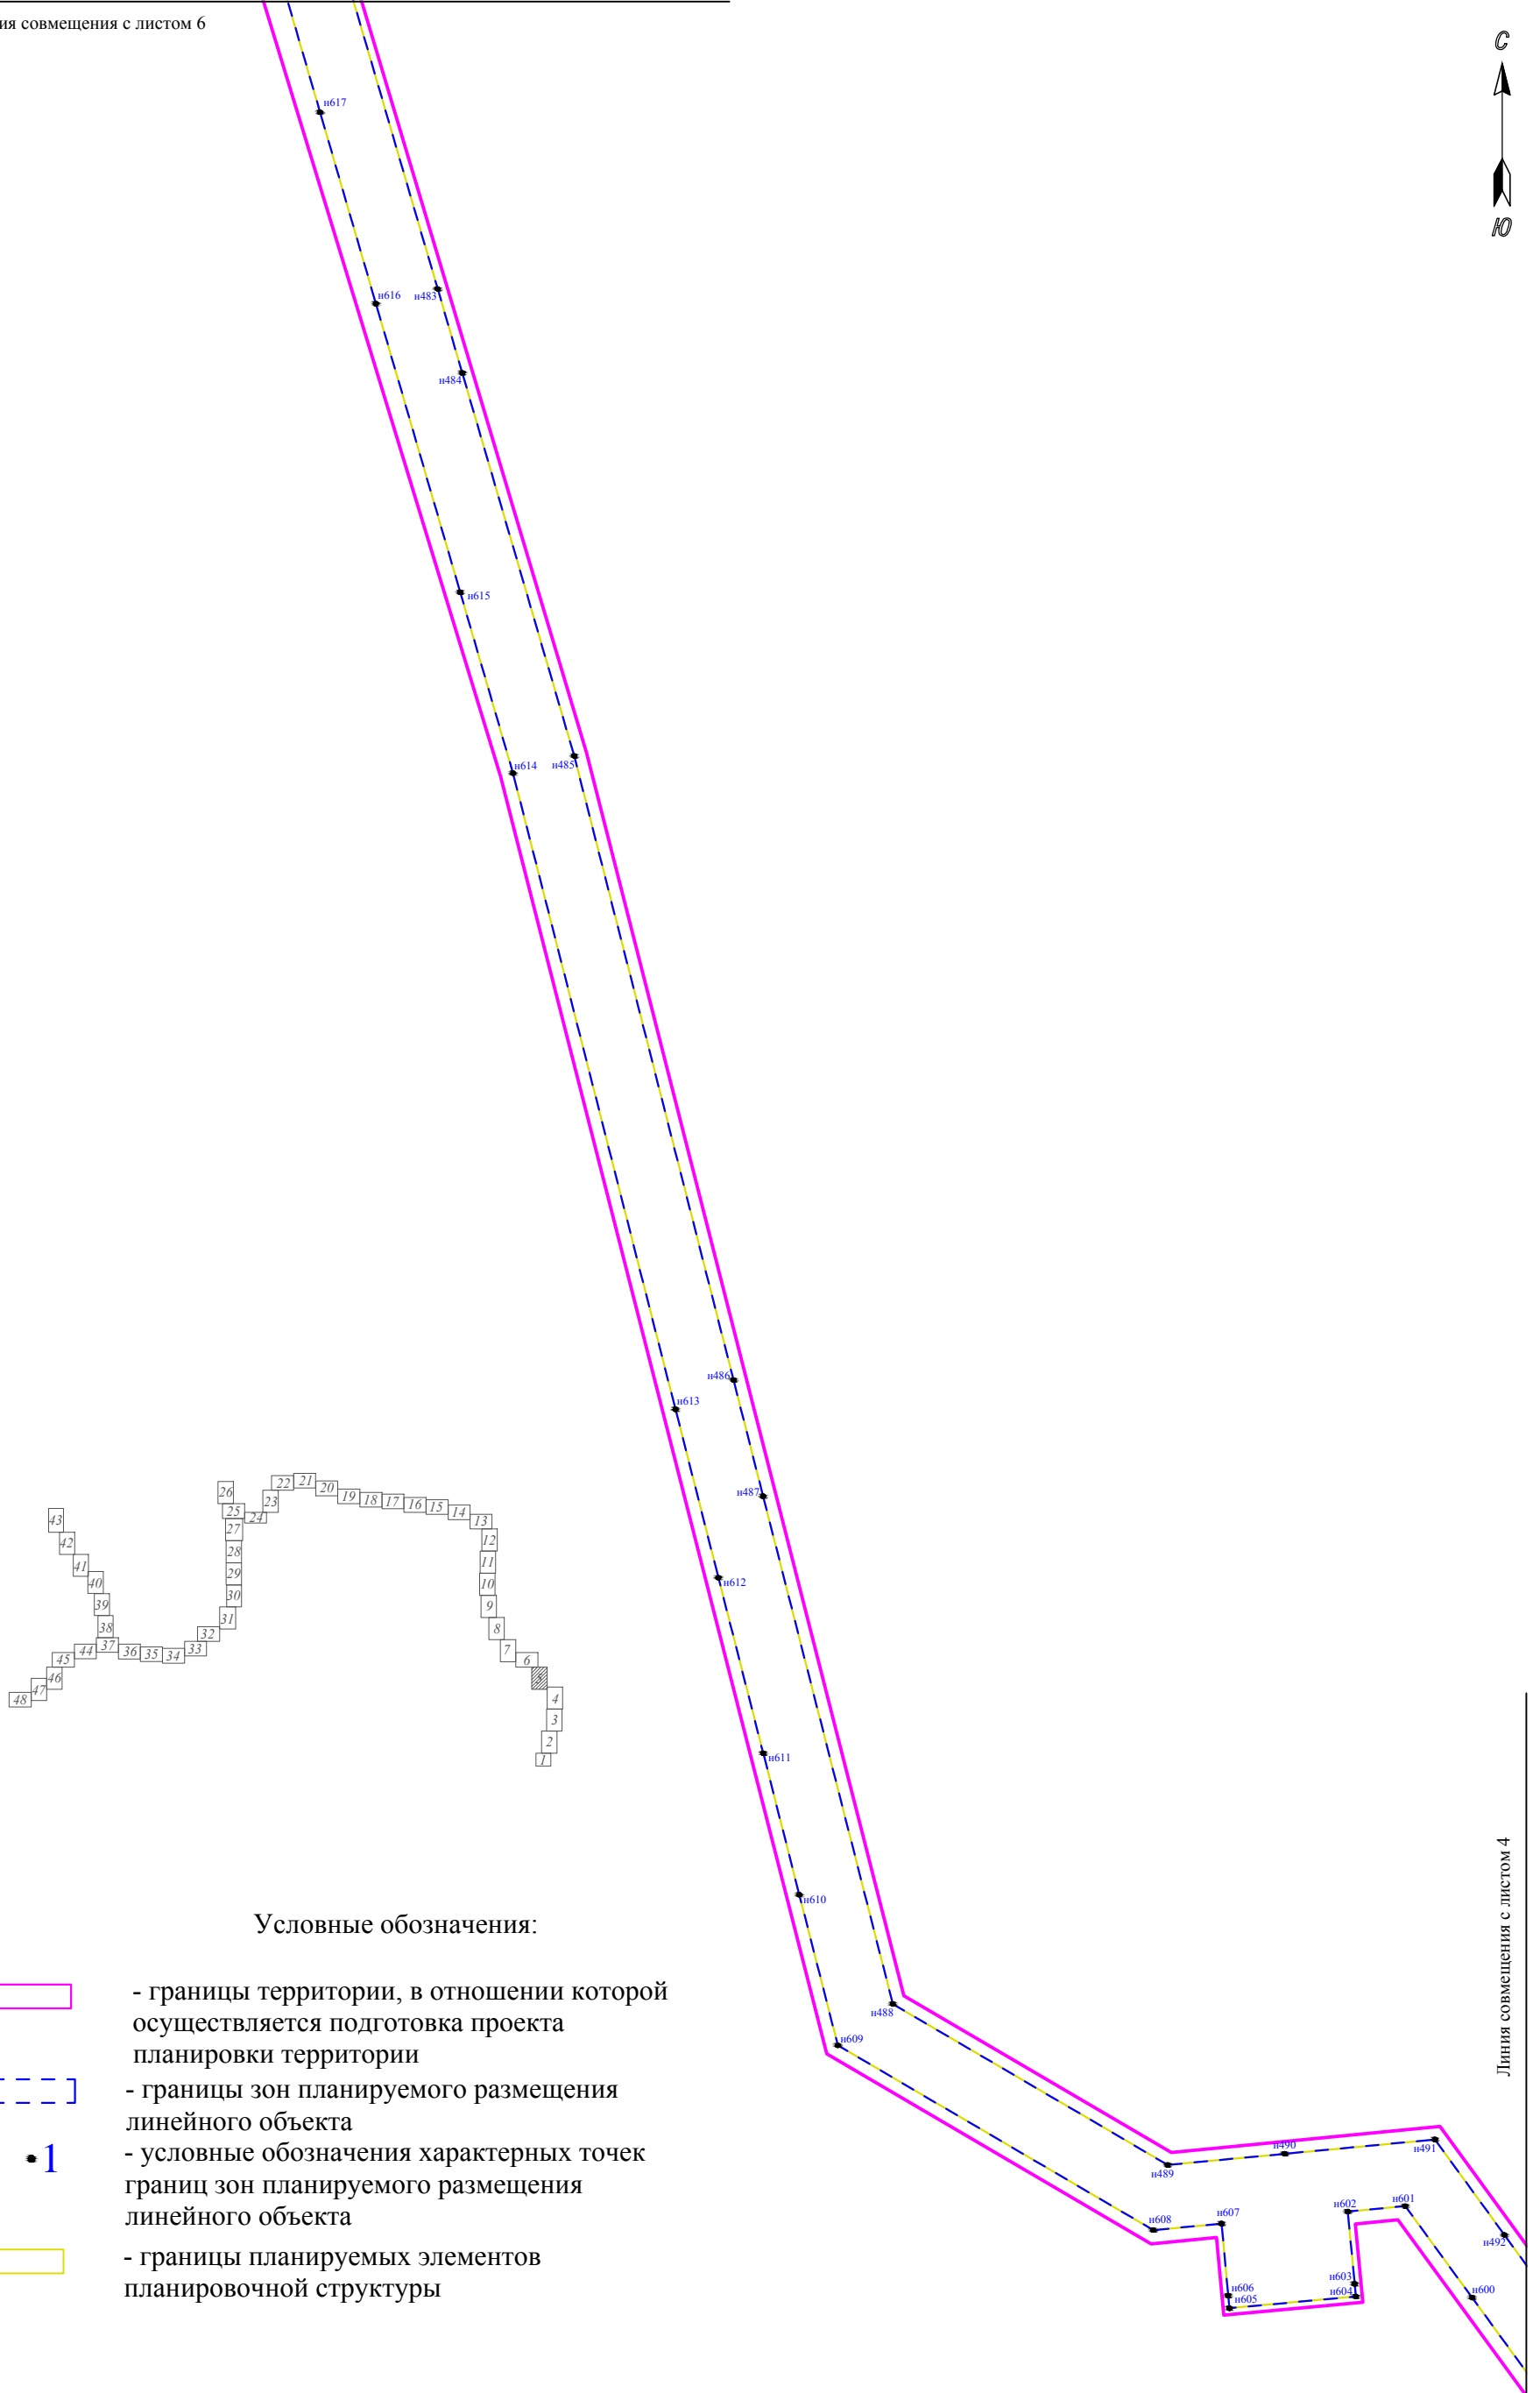 ия совмещения с листом 6
С
Ю
н617
н616
н483
н484
н615
н614
н485
н486
н613
н487
н612
н611
н610
н488
н609
н489
н490
н491
н492
н608
н607
н602
н601
н606
н605
н603
н604
н600
Линия совмещения с листом 4
26
25
24
23
22
21
20
19
18
17
16
15
14
13
12
11
10
9
8
7
6
5
4
3
2
1
27
28
29
30
31
32
33
34
35
36
37
38
39
40
41
42
43
44
45
46
47
48
Условные обозначения:
- границы территории, в отношении которой
осуществляется подготовка проекта
планировки территории
- границы зон планируемого размещения
линейного объекта
1
- условные обозначения характерных точек
границ зон планируемого размещения
линейного объекта
- границы планируемых элементов
планировочной структуры